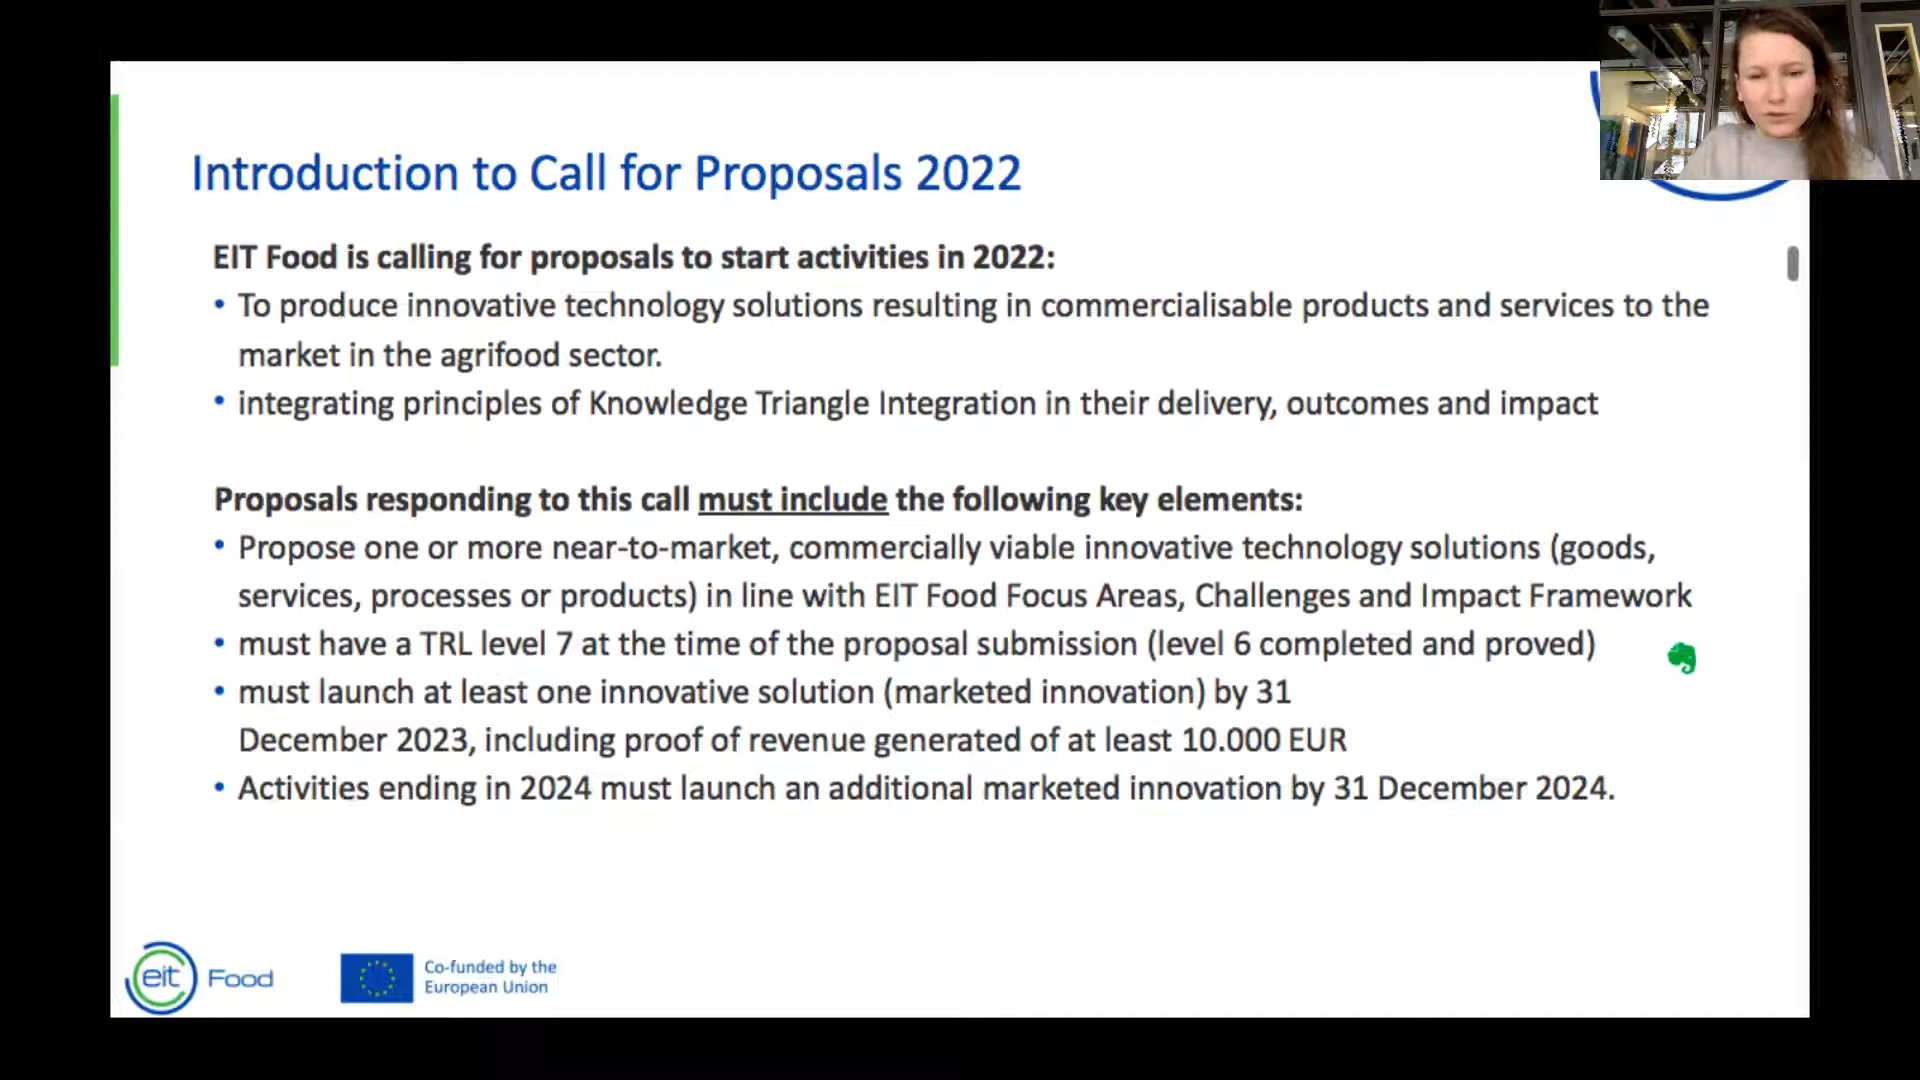 Introduction to Call for Proposals 2022
EIT Food is calling for proposals to start activities in 2022:
• To produce innovative technology solutions resulting in commercialisable products and services to the
market in the agrifood sector.
• integrating principles of Knowledge Triangle Integration in their delivery, outcomes and impact
Proposals responding to this call must include the following key elements:
• Propose one or more near-to-market, commercially viable innovative technology solutions (goods,
services, processes or products) in line with EIT Food Focus Areas, Challenges and Impact Framework
• must have a TRL level 7 at the time of the proposal submission (level 6 completed and proved)
• must launch at least one innovative solution (marketed innovation) by 31
December 2023, including proof of revenue generated of at least 10.000 EUR
• Activities ending in 2024 must launch an additional marketed innovation by 31 December 2024.
eit Food
Co-funded by the
European Union